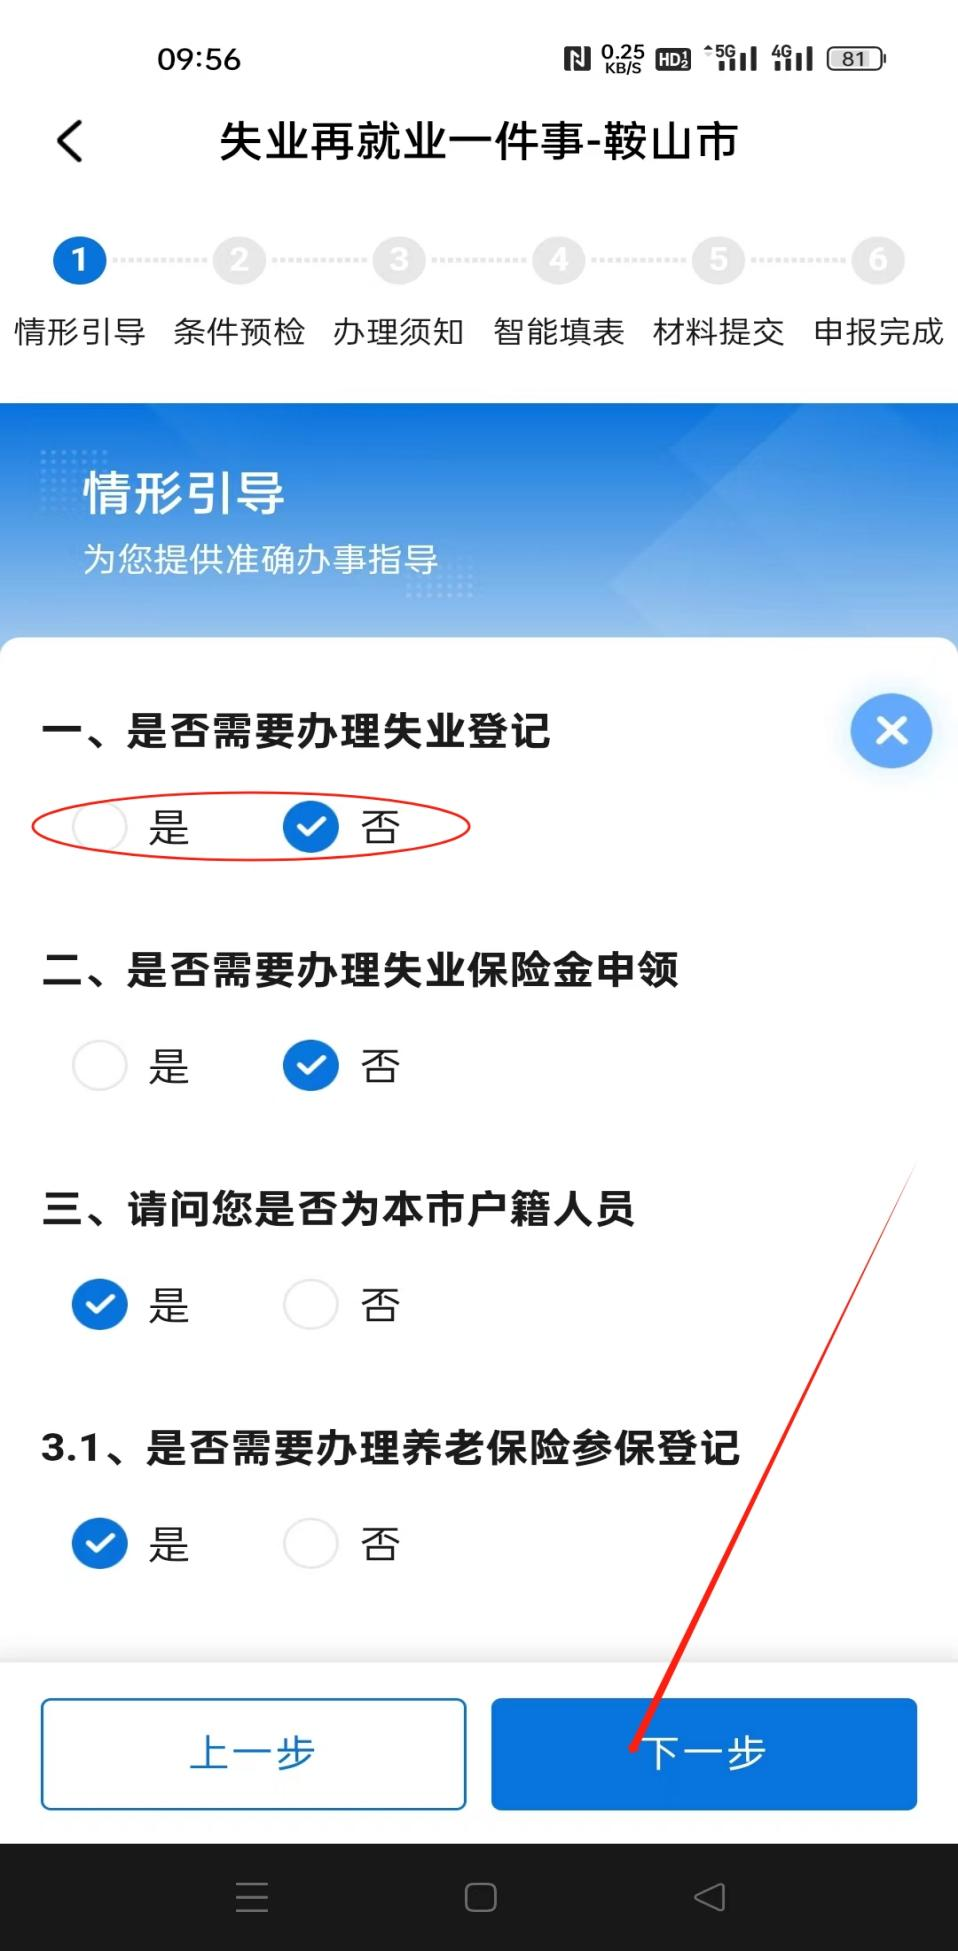 09:56
0.25 KB/S HD 5G 4G 81
失业再就业一件事-鞍山市
1 2 3 4 5 6
情形引导 条件预检 办理须知 智能填表 材料提交 申报完成
情形引导
为您提供准确办事指导
一、是否需要办理失业登记
是 否
二、是否需要办理失业保险金申领
是 否
三、请问您是否为本市户籍人员
是 否
3.1、是否需要办理养老保险参保登记
是 否
上一步 下一步